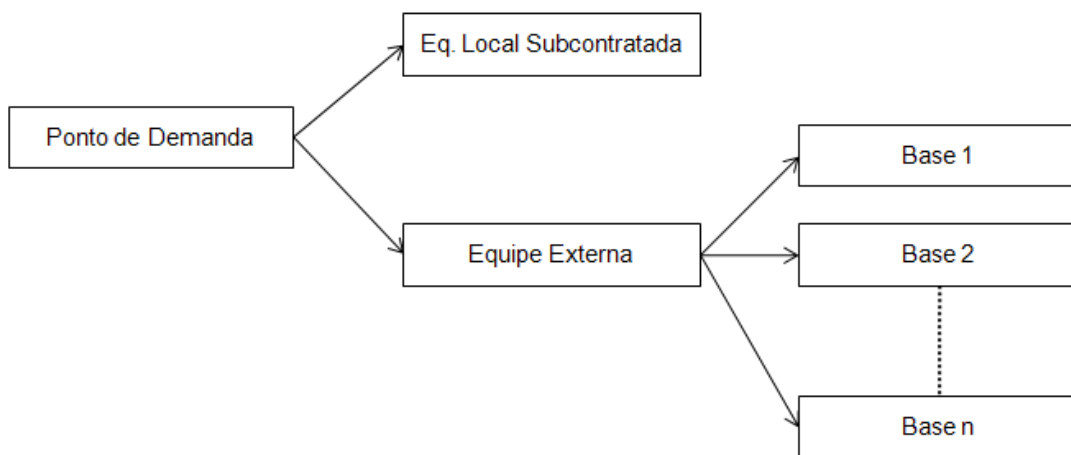 Eq. Local Subcontratada
Ponto de Demanda
Equipe Externa
Base 1
Base 2
Base n